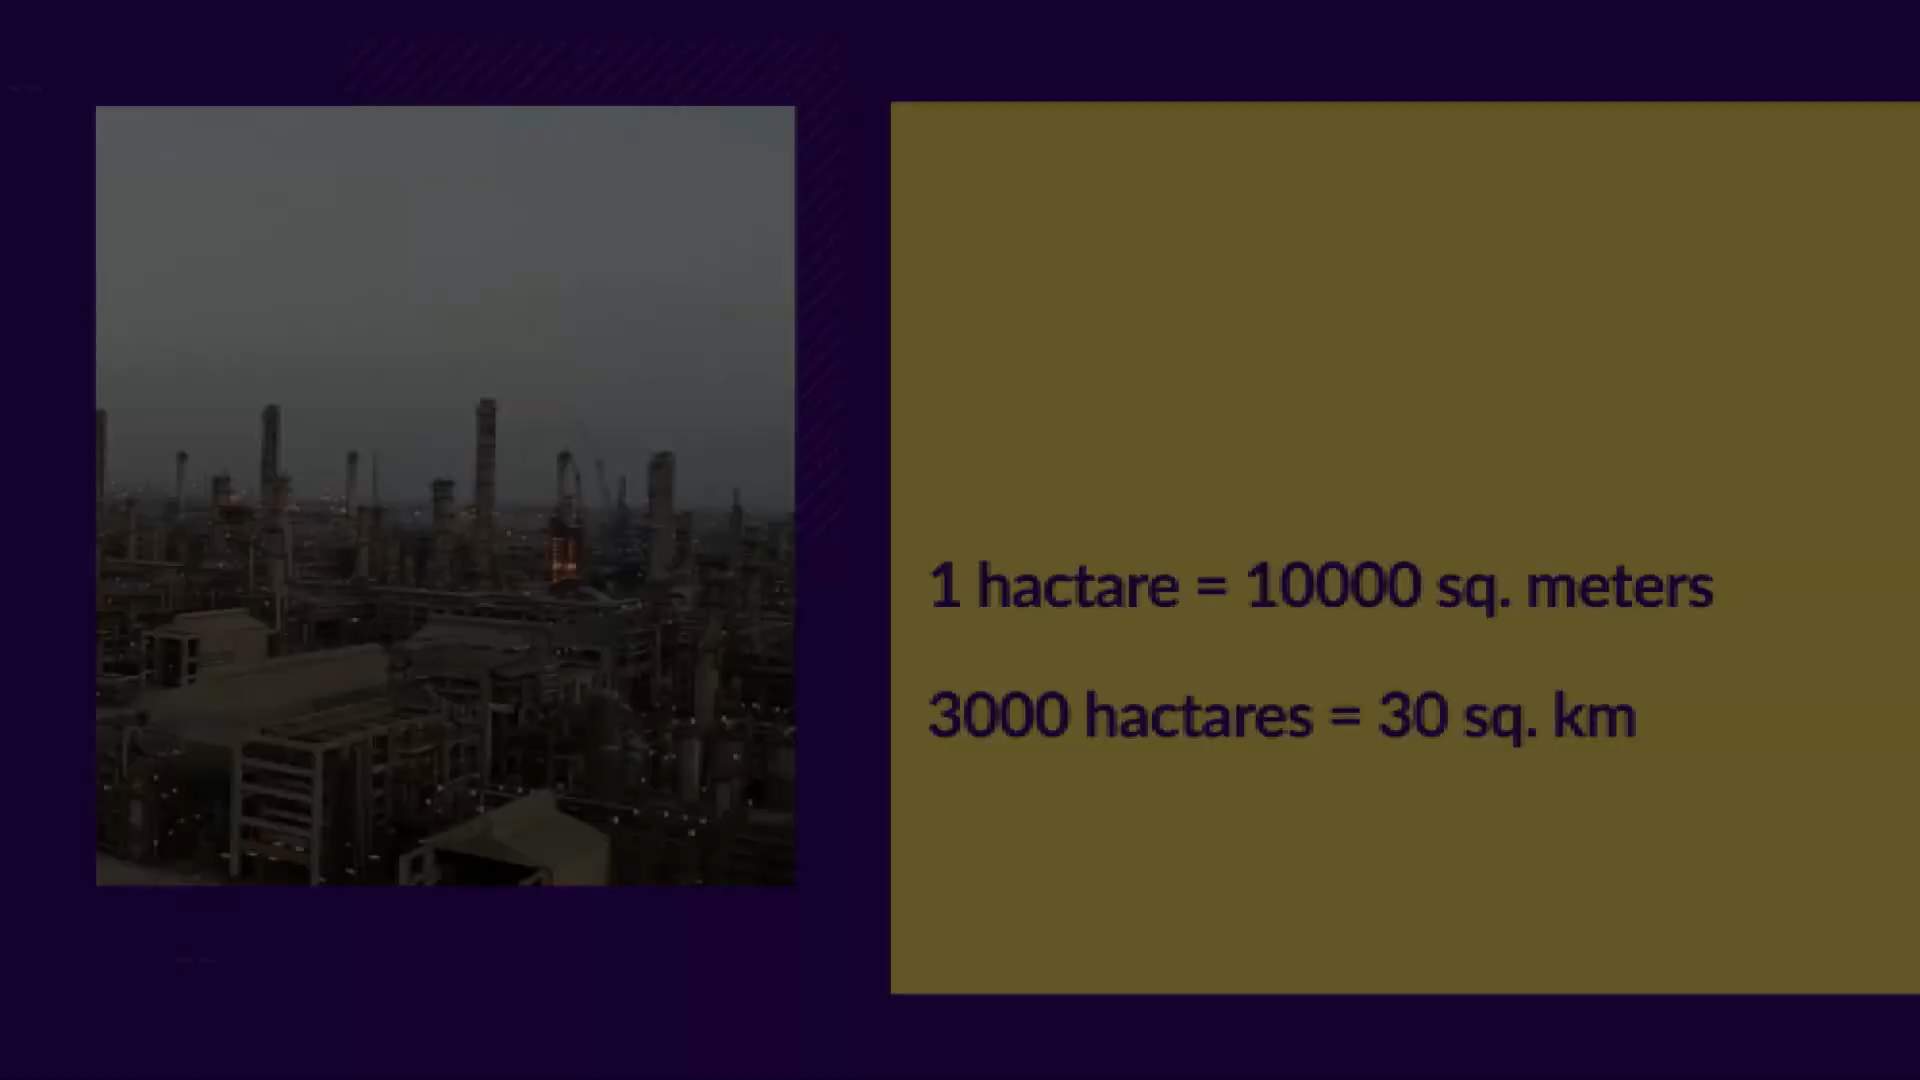 1 hactare = 10000 sq. meters
3000 hactares = 30 sq. km